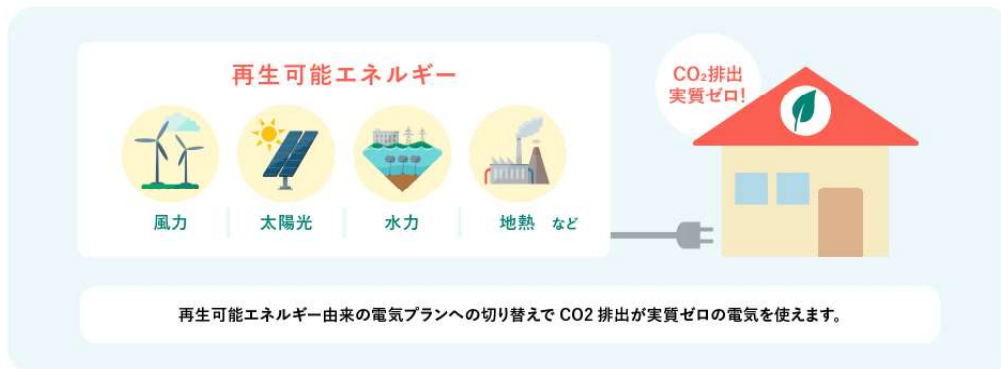 再生可能エネルギー
CO₂排出
実質ゼロ!
風力
太陽光
水力
地熱 など
再生可能エネルギー由来の電気プランへの切り替えで CO2 排出が実質ゼロの電気を使えます。